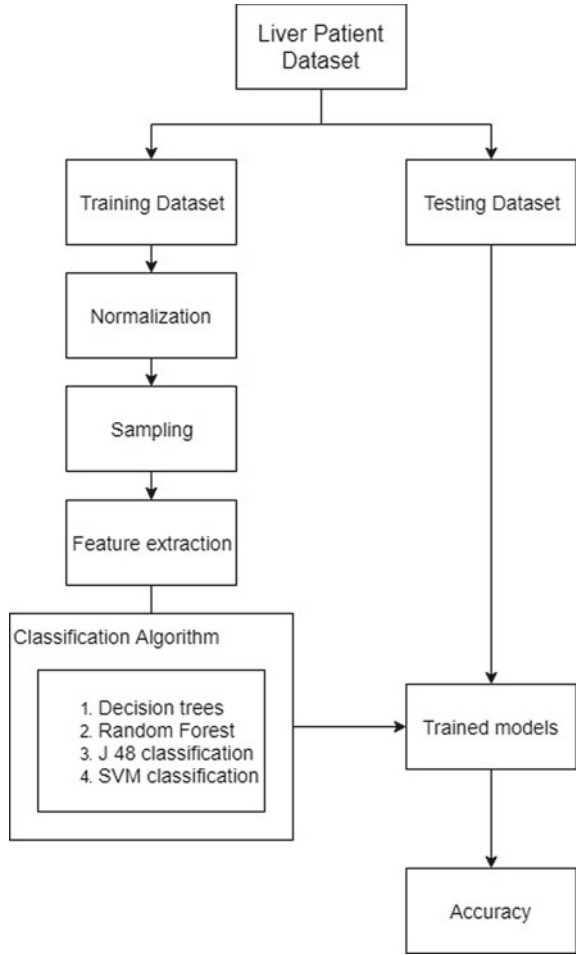 Liver Patient
Dataset
Training Dataset
Testing Dataset
Normalization
Sampling
Feature extraction
Classification Algorithm
1. Decision trees
2. Random Forest
3. J 48 classification
4. SVM classification
Trained models
Accuracy